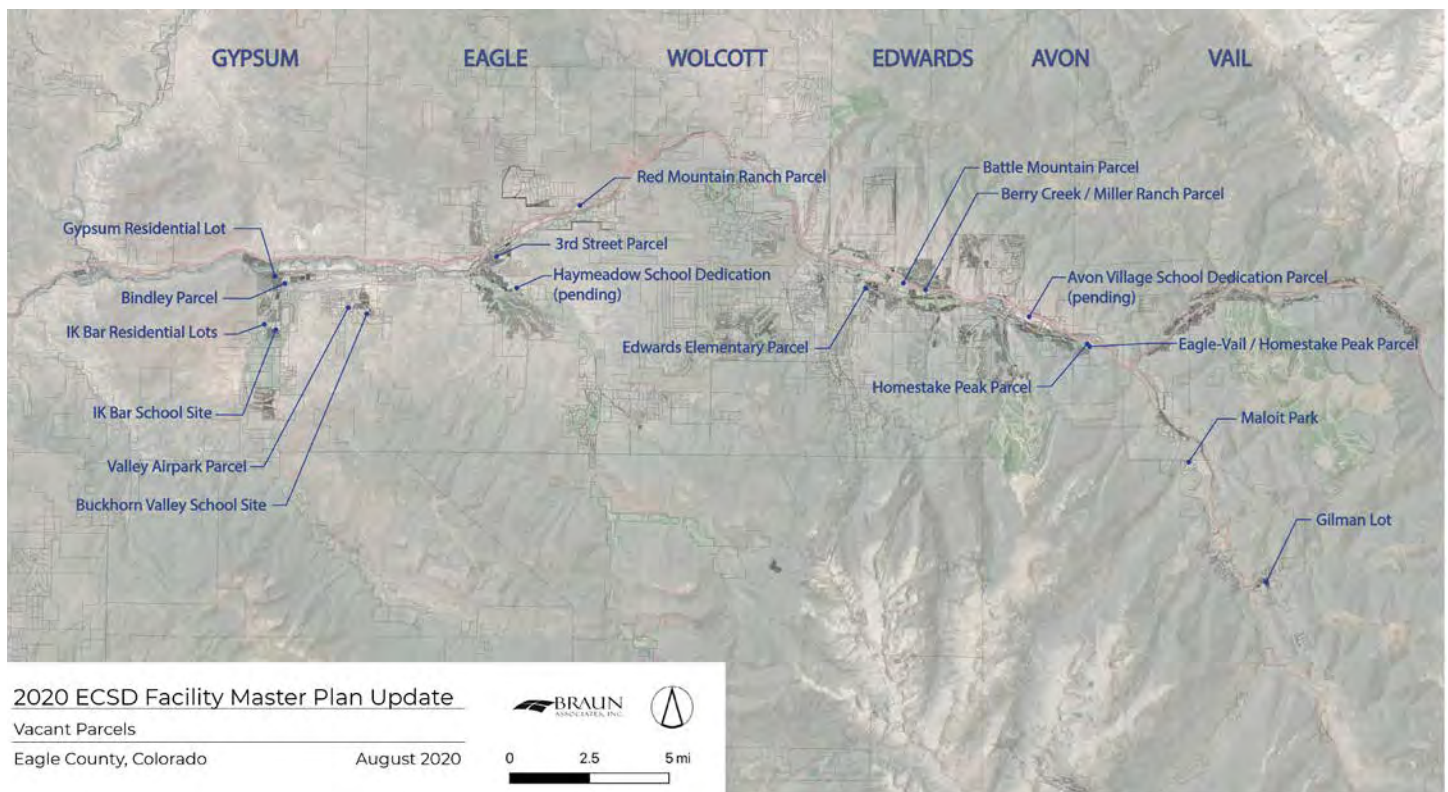 GYPSUM EAGLE WOLCOTT EDWARDS AVON VAIL
Battle Mountain Parcel
Red Mountain Ranch Parcel
Berry Creek / Miller Ranch Parcel
Gypsum Residential Lot
3rd Street Parcel
Haymeadow School Dedication
(pending)
Avon Village School Dedication Parcel
(pending)
Bindley Parcel
IK Bar Residential Lots
Edwards Elementary Parcel
Eagle-Vail / Homestake Peak Parcel
Homestake Peak Parcel
IK Bar School Site
Maloit Park
Valley Airpark Parcel
Buckhorn Valley School Site
Gilman Lot
2020 ECSD Facility Master Plan Update
Vacant Parcels
Eagle County, Colorado August 2020
BRAUN
ASSOCIATES, INC.
0 2.5 5 mi